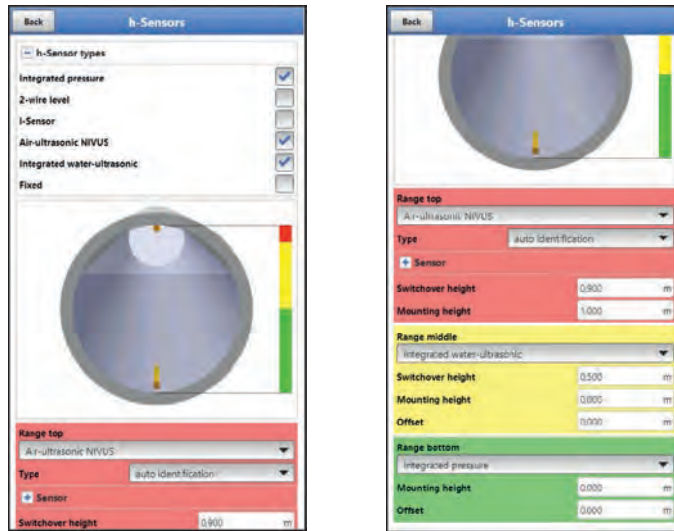 Back h-Sensors
h-Sensor types
Integrated pressure
2-wire level
I-Sensor
Air-ultrasonic NIVUS
Integrated water-ultrasonic
Fixed
Range top
Air-ultrasonic NIVUS
Type auto identification
Sensor
Switchover height 0.900 m
Back h-Sensors
Range top
Air-ultrasonic NIVUS
Type auto identification
Sensor
Switchover height 0.900 m
Mounting height 1.000 m
Range middle
Integrated water-ultrasonic
Switchover height 0.500 m
Mounting height 0.000 m
Offset 0.000 m
Range bottom
Integrated pressure
Mounting height 0.000 m
Offset 0.000 m